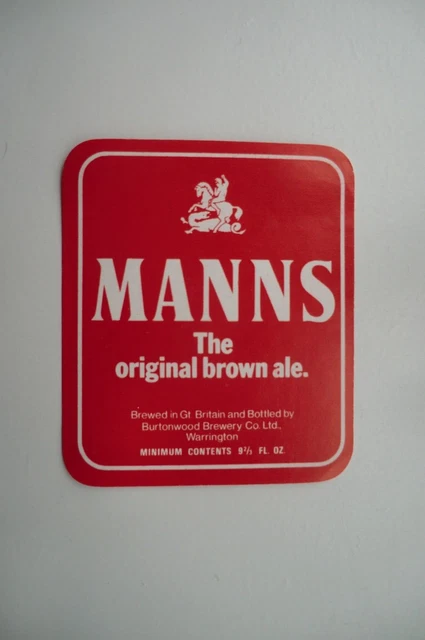 MANNS
The
original brown ale.
Brewed in Gt. Britain and Bottled by
Burtonwood Brewery Co. Ltd.,
Warrington
MINIMUM CONTENTS 9⅔ FL. OZ.